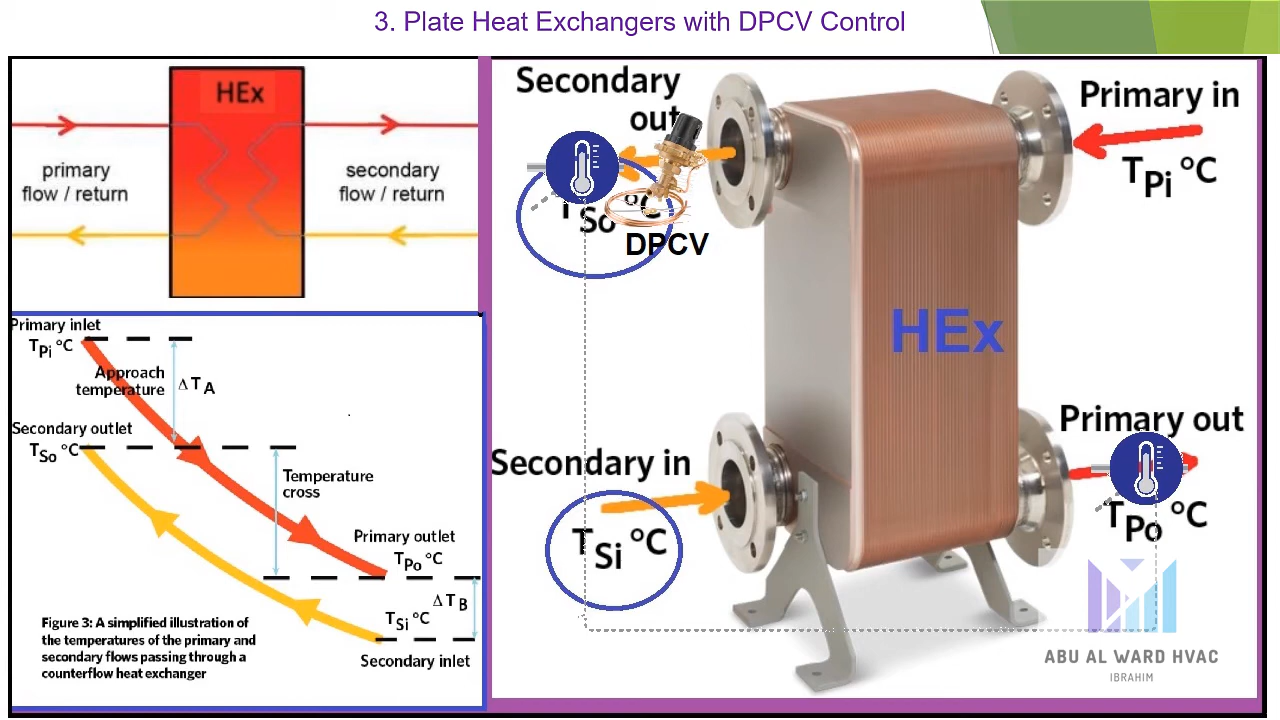 3. Plate Heat Exchangers with DPCV Control
HEx
primary
flow / return
secondary
flow / return
Primary inlet
TPi °C
Approach
temperature
ΔTA
Secondary outlet
TSo °C
Temperature
cross
Primary outlet
TPo °C
ΔTB
TSi °C
Secondary inlet
Figure 3: A simplified illustration of
the temperatures of the primary and
secondary flows passing through a
counterflow heat exchanger
Secondary
out
TSo °C
DPCV
Primary in
TPi °C
HEx
Secondary in
TSi °C
Primary out
TPo °C
ABU AL WARD HVAC
IBRAHIM